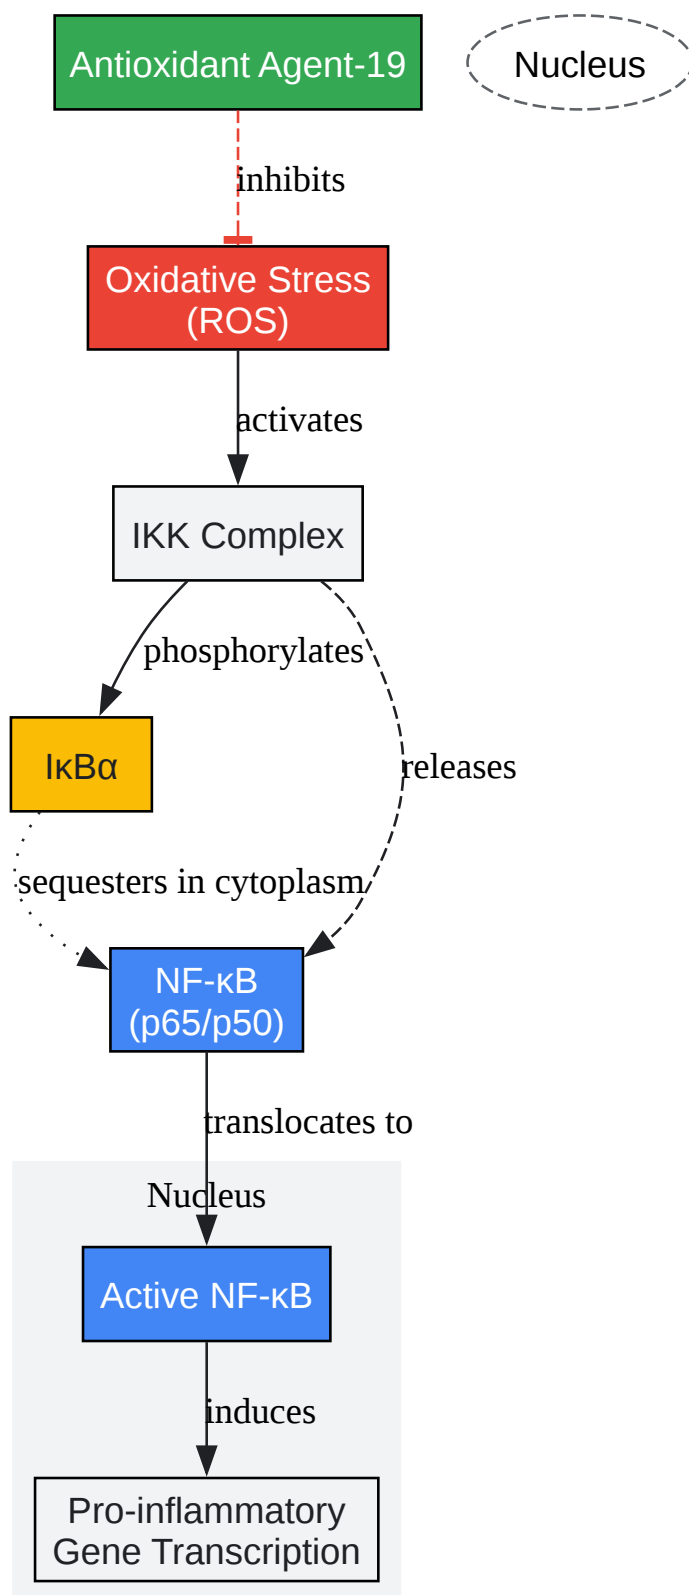 Antioxidant Agent-19
Nucleus
inhibits
Oxidative Stress
(ROS)
activates
IKK Complex
phosphorylates
IκBα
releases
sequesters in cytoplasm
NF-κB
(p65/p50)
translocates to
Nucleus
Active NF-κB
induces
Pro-inflammatory
Gene Transcription